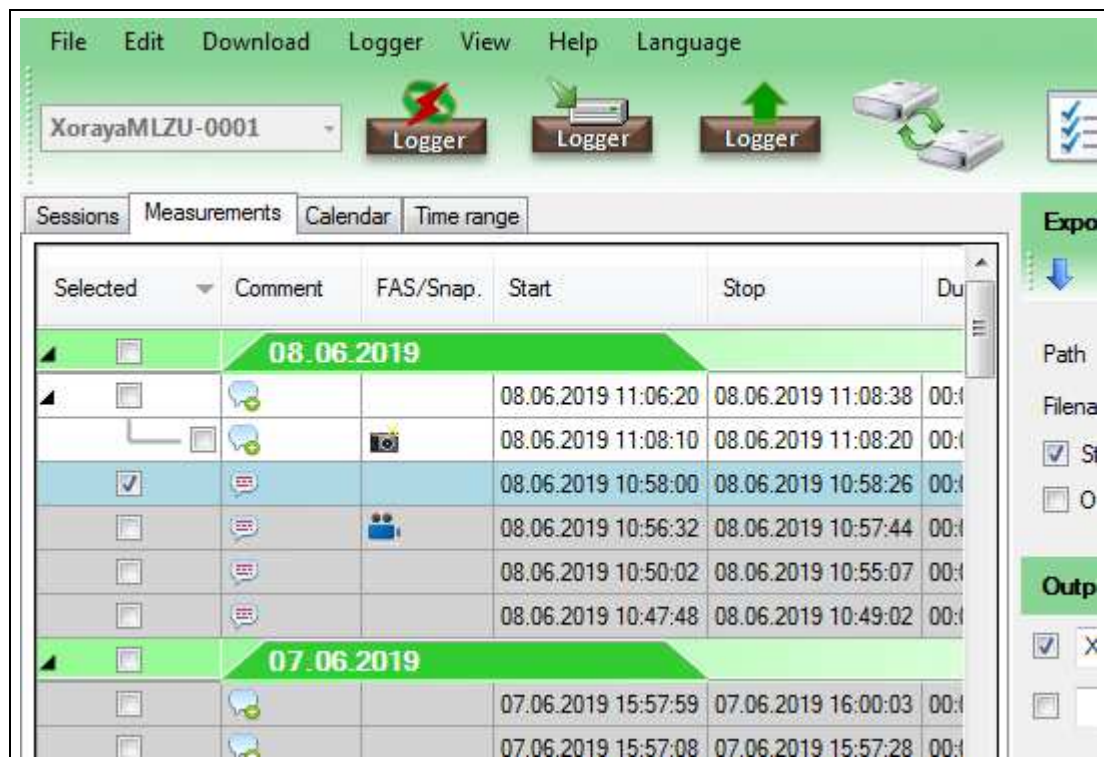 File Edit Download Logger View Help Language
XorayaMLZU-0001 Logger Logger Logger
Sessions Measurements Calendar Time range
Selected Comment FAS/Snap. Start Stop
08.06.2019
08.06.2019 11:06:20 08.06.2019 11:08:38
08.06.2019 11:08:10 08.06.2019 11:08:20
08.06.2019 10:58:00 08.06.2019 10:58:26
08.06.2019 10:56:32 08.06.2019 10:57:44
08.06.2019 10:50:02 08.06.2019 10:55:07
08.06.2019 10:47:48 08.06.2019 10:49:02
07.06.2019
07.06.2019 15:57:59 07.06.2019 16:00:03
07.06.2019 15:57:08 07.06.2019 15:57:28
Path